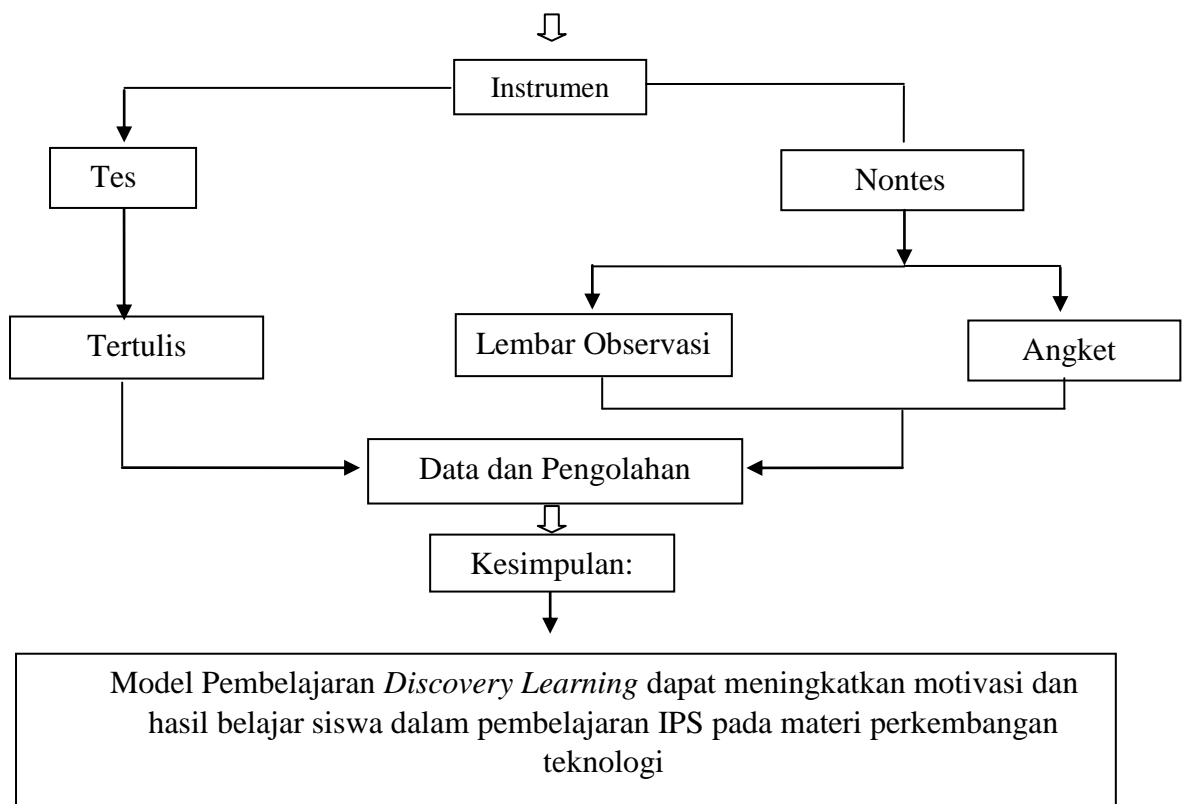 Instrumen
Tes
Nontes
Tertulis
Lembar Observasi
Angket
Data dan Pengolahan
Kesimpulan:
Model Pembelajaran Discovery Learning dapat meningkatkan motivasi dan
hasil belajar siswa dalam pembelajaran IPS pada materi perkembangan
teknologi